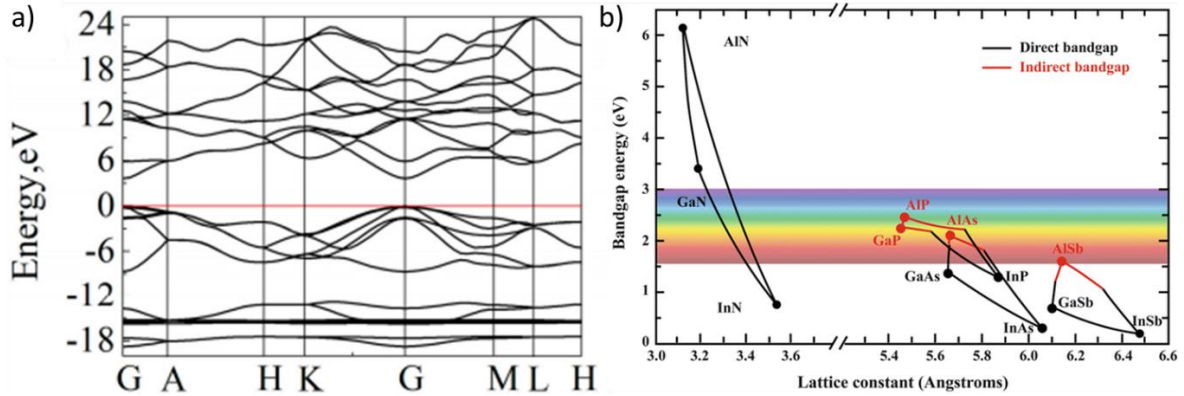 a)
24
18
12
6
0
-6
-12
-18
Energy,eV
G A H K G M L H
b)
6
5
4
3
2
1
0
Bandgap energy (eV)
Direct bandgap
Indirect bandgap
AlN
GaN
InN
AlP
GaP
AlAs
GaAs
InP
InAs
AlSb
GaSb
InSb
3.0 3.2 3.4 3.6 5.4 5.6 5.8 6.0 6.2 6.4 6.6
Lattice constant (Angstroms)